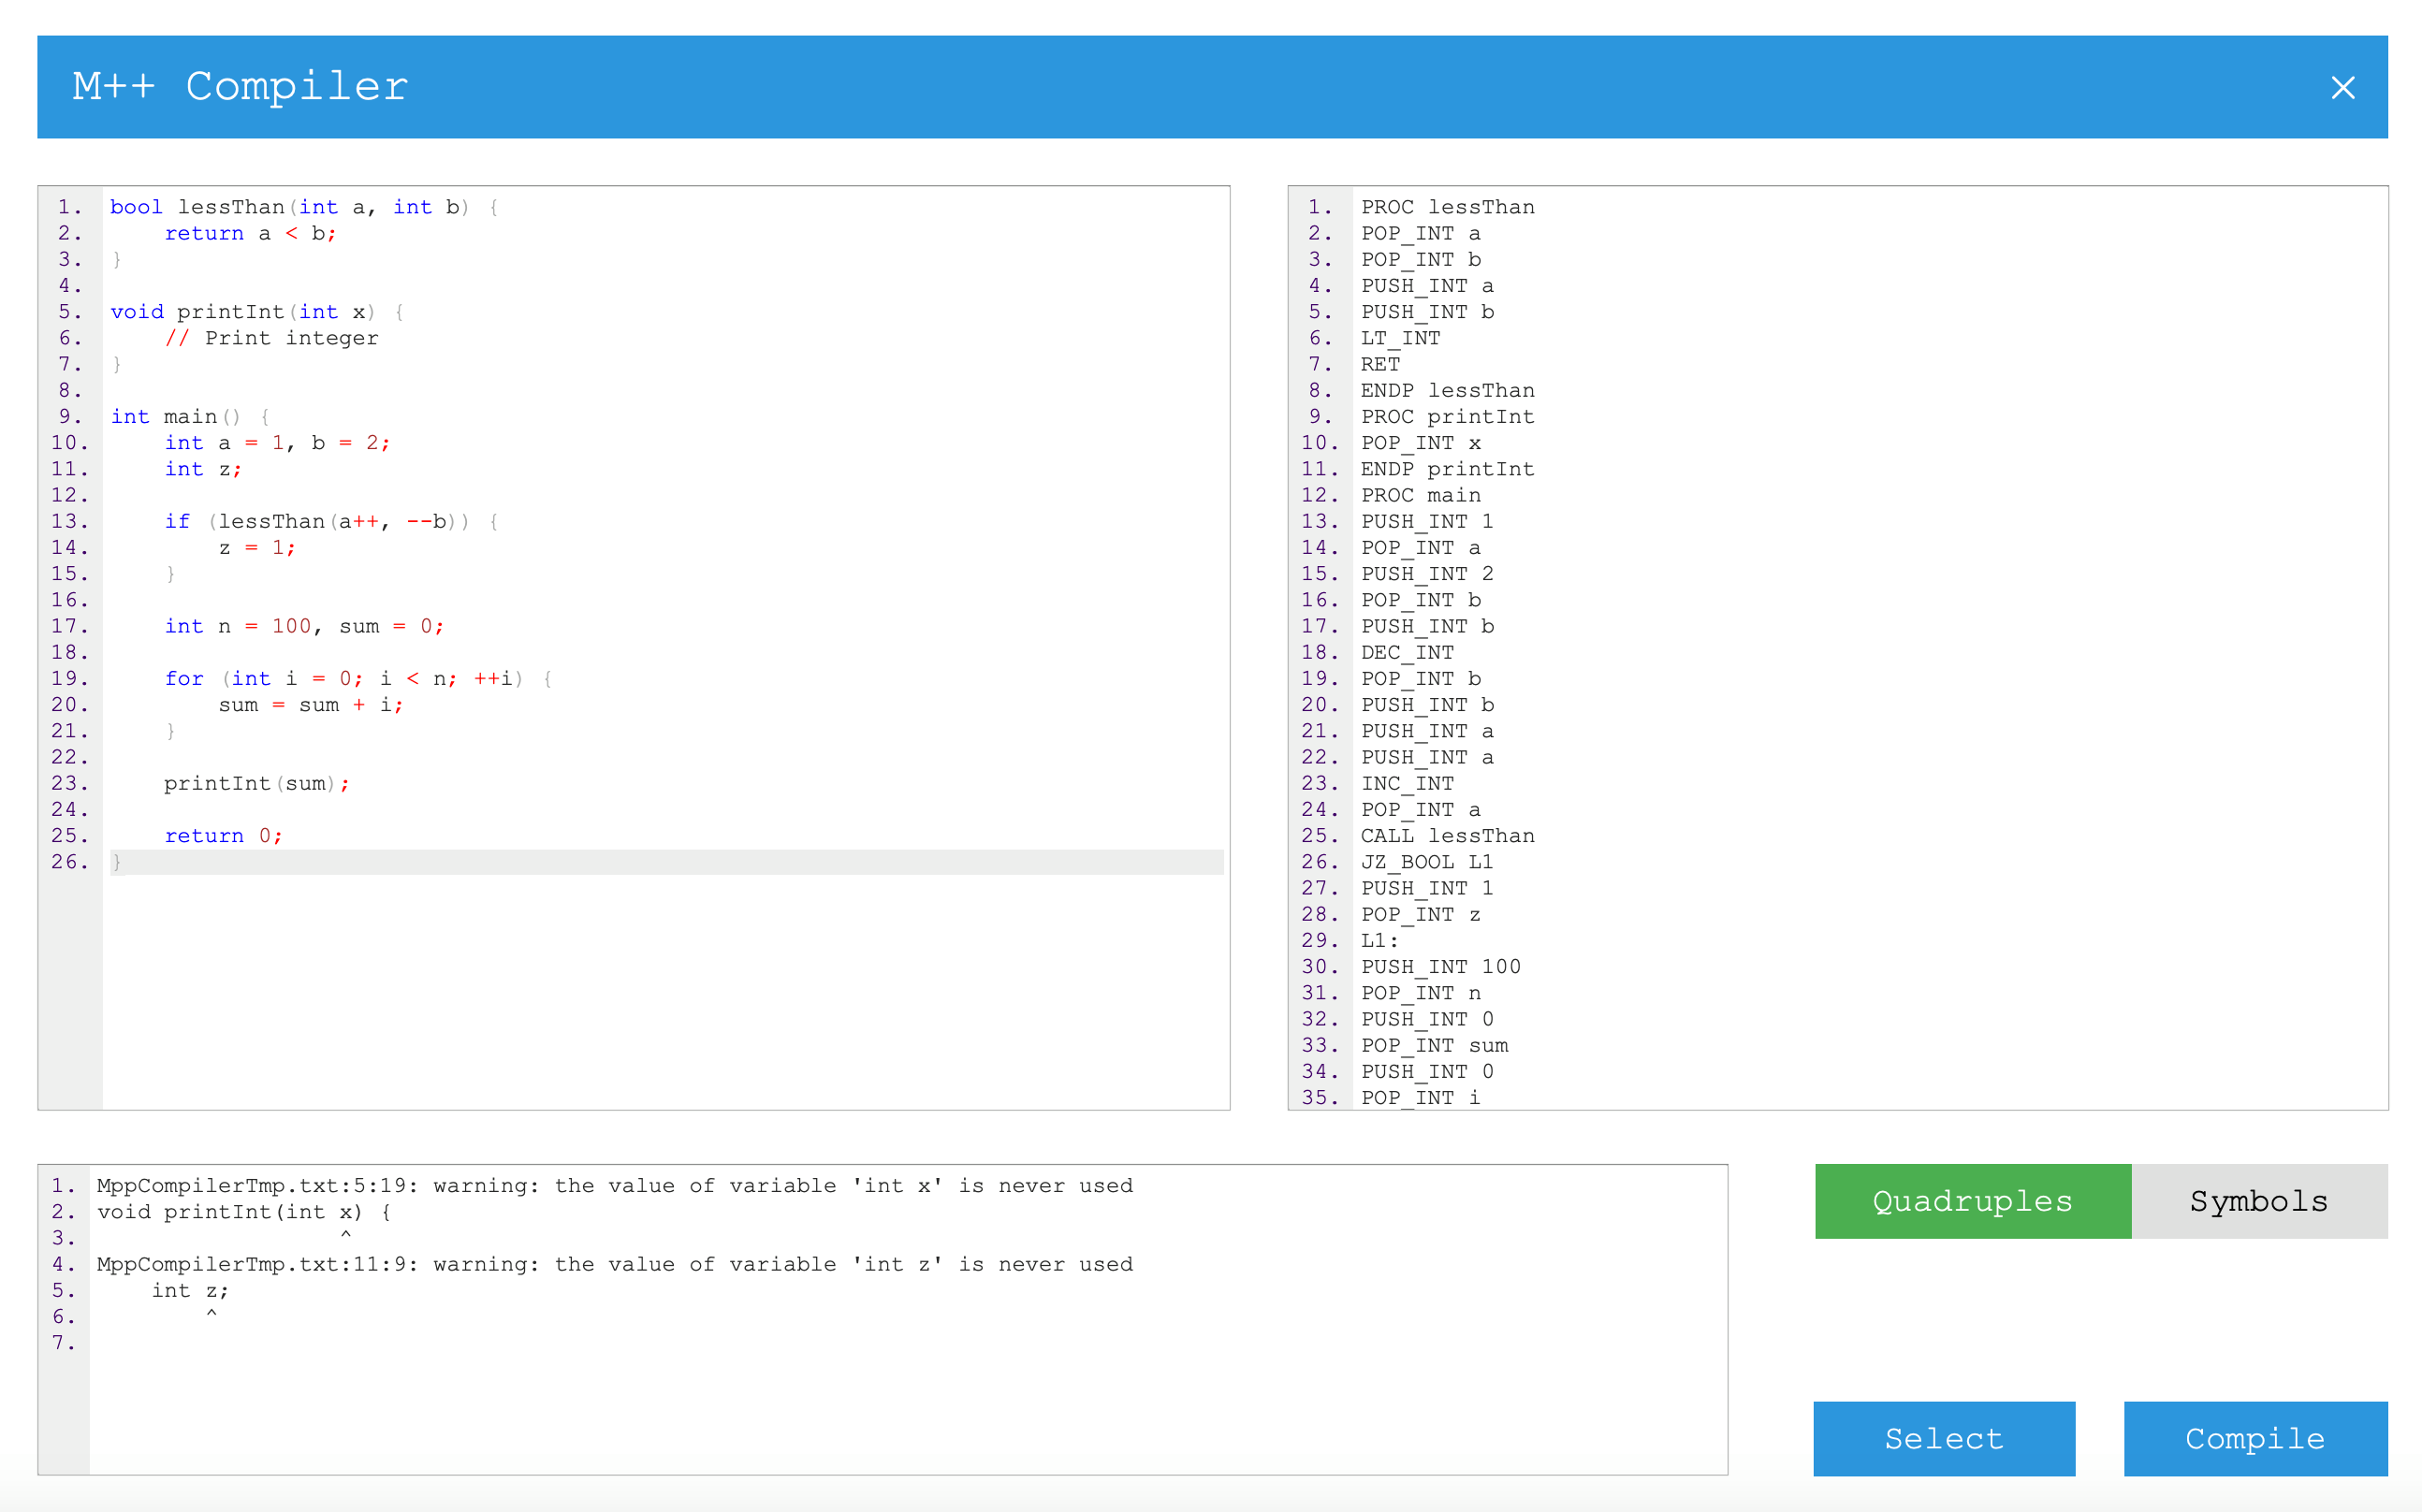 M++ Compiler
1. bool lessThan(int a, int b) {
2.     return a < b;
3. }
4.
5. void printInt(int x) {
6.     // Print integer
7. }
8.
9. int main() {
10.     int a = 1, b = 2;
11.     int z;
12.
13.     if (lessThan(a++, --b)) {
14.         z = 1;
15.     }
16.
17.     int n = 100, sum = 0;
18.
19.     for (int i = 0; i < n; ++i) {
20.         sum = sum + i;
21.     }
22.
23.     printInt(sum);
24.
25.     return 0;
26. }
1. PROC lessThan
2. POP_INT a
3. POP_INT b
4. PUSH_INT a
5. PUSH_INT b
6. LT_INT
7. RET
8. ENDP lessThan
9. PROC printInt
10. POP_INT x
11. ENDP printInt
12. PROC main
13. PUSH_INT 1
14. POP_INT a
15. PUSH_INT 2
16. POP_INT b
17. PUSH_INT b
18. DEC_INT
19. POP_INT b
20. PUSH_INT b
21. PUSH_INT a
22. PUSH_INT a
23. INC_INT
24. POP_INT a
25. CALL lessThan
26. JZ_BOOL L1
27. PUSH_INT 1
28. POP_INT z
29. L1:
30. PUSH_INT 100
31. POP_INT n
32. PUSH_INT 0
33. POP_INT sum
34. PUSH_INT 0
35. POP_INT i
1. MppCompilerTmp.txt:5:19: warning: the value of variable 'int x' is never used
2. void printInt(int x) {
3.                   ^
4. MppCompilerTmp.txt:11:9: warning: the value of variable 'int z' is never used
5.     int z;
6.         ^
7.
Quadruples
Symbols
Select
Compile